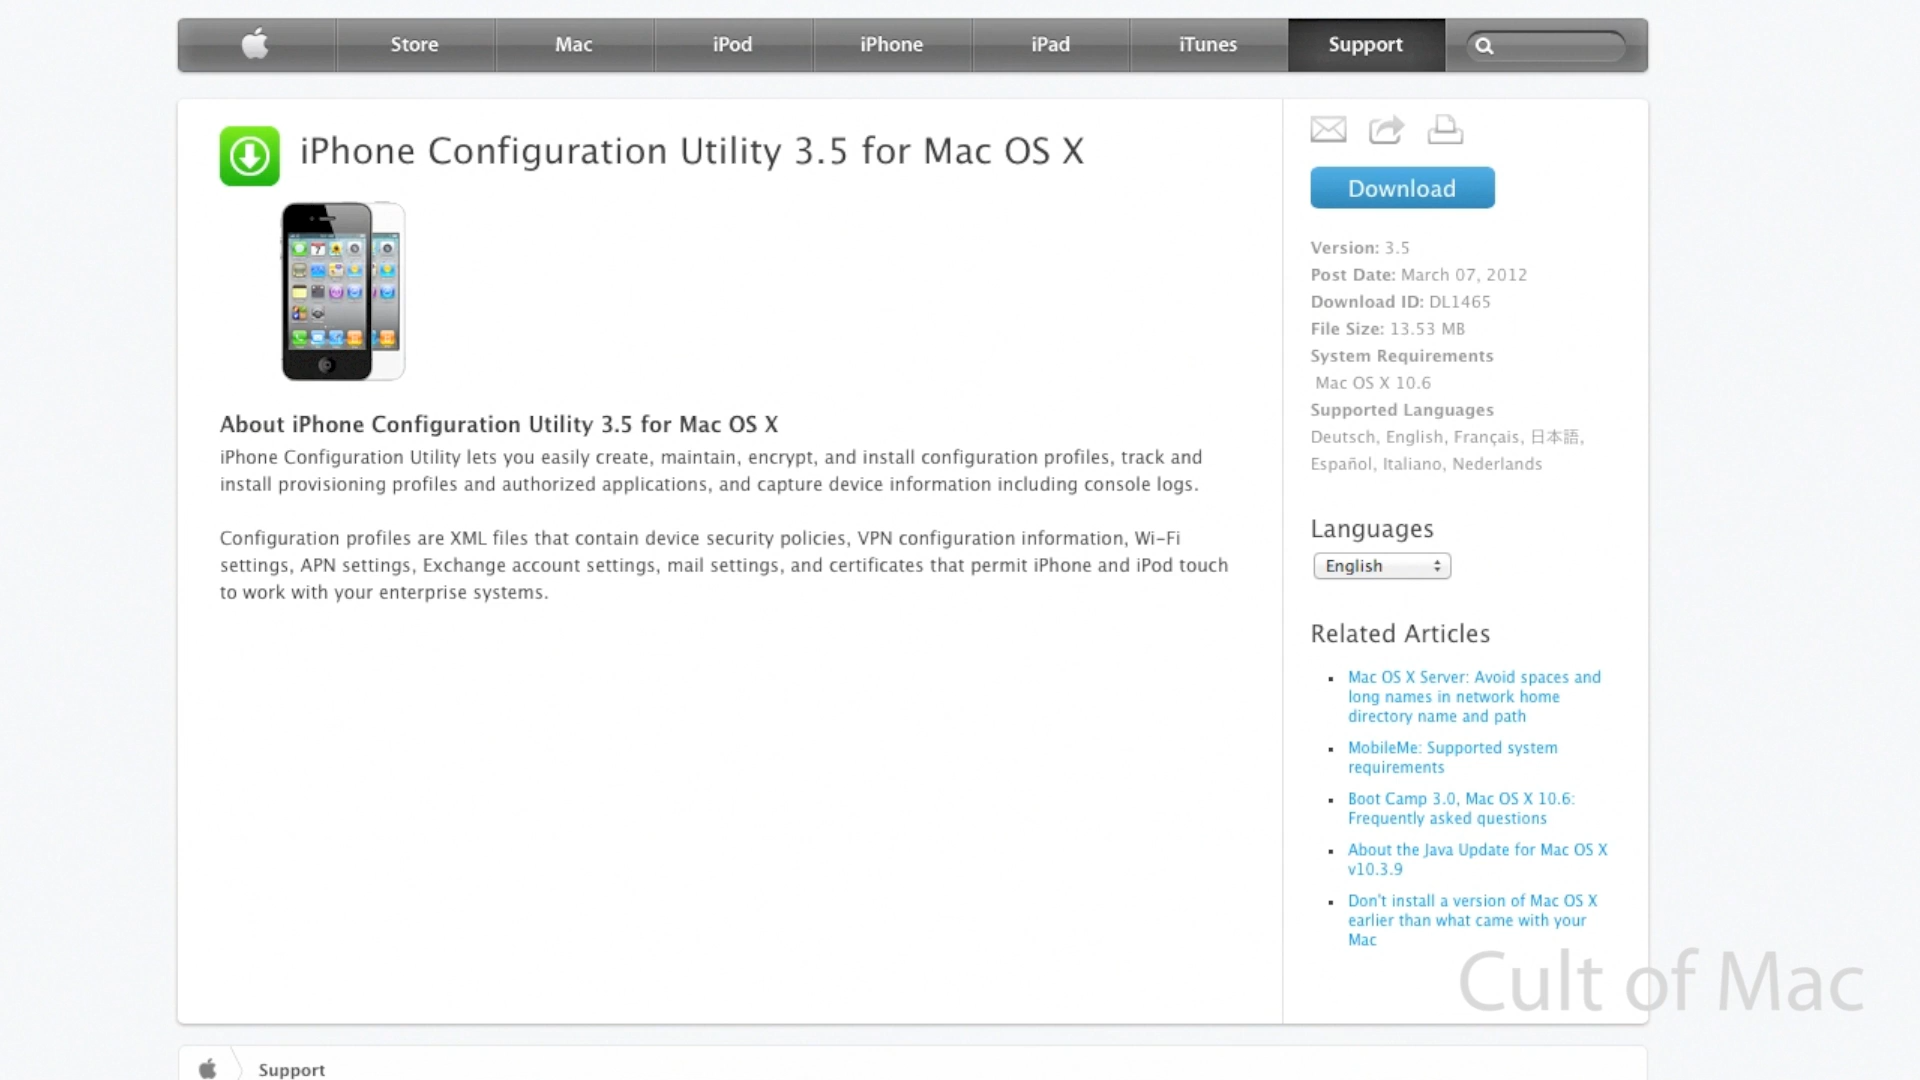 Store
Mac
iPod
iPhone
iPad
iTunes
Support
iPhone Configuration Utility 3.5 for Mac OS X
About iPhone Configuration Utility 3.5 for Mac OS X
iPhone Configuration Utility lets you easily create, maintain, encrypt, and install configuration profiles, track and
install provisioning profiles and authorized applications, and capture device information including console logs.
Configuration profiles are XML files that contain device security policies, VPN configuration information, Wi-Fi
settings, APN settings, Exchange account settings, mail settings, and certificates that permit iPhone and iPod touch
to work with your enterprise systems.
Download
Version: 3.5
Post Date: March 07, 2012
Download ID: DL1465
File Size: 13.53 MB
System Requirements
Mac OS X 10.6
Supported Languages
Deutsch, English, Français, 日本語,
Español, Italiano, Nederlands
Languages
English
Related Articles
Mac OS X Server: Avoid spaces and
long names in network home
directory name and path
MobileMe: Supported system
requirements
Boot Camp 3.0, Mac OS X 10.6:
Frequently asked questions
About the Java Update for Mac OS X
v10.3.9
Don't install a version of Mac OS X
earlier than what came with your
Mac
Cult of Mac
Support